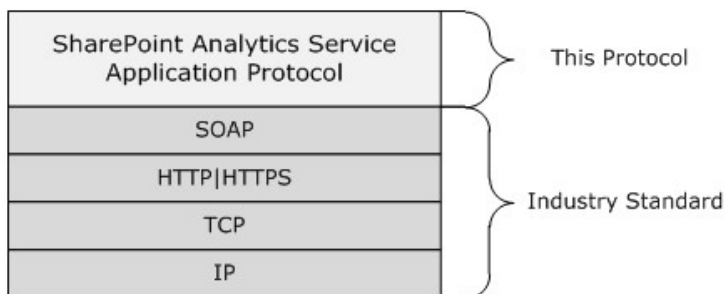 SharePoint Analytics Service
Application Protocol
This Protocol
SOAP
HTTP|HTTPS
TCP
IP
Industry Standard